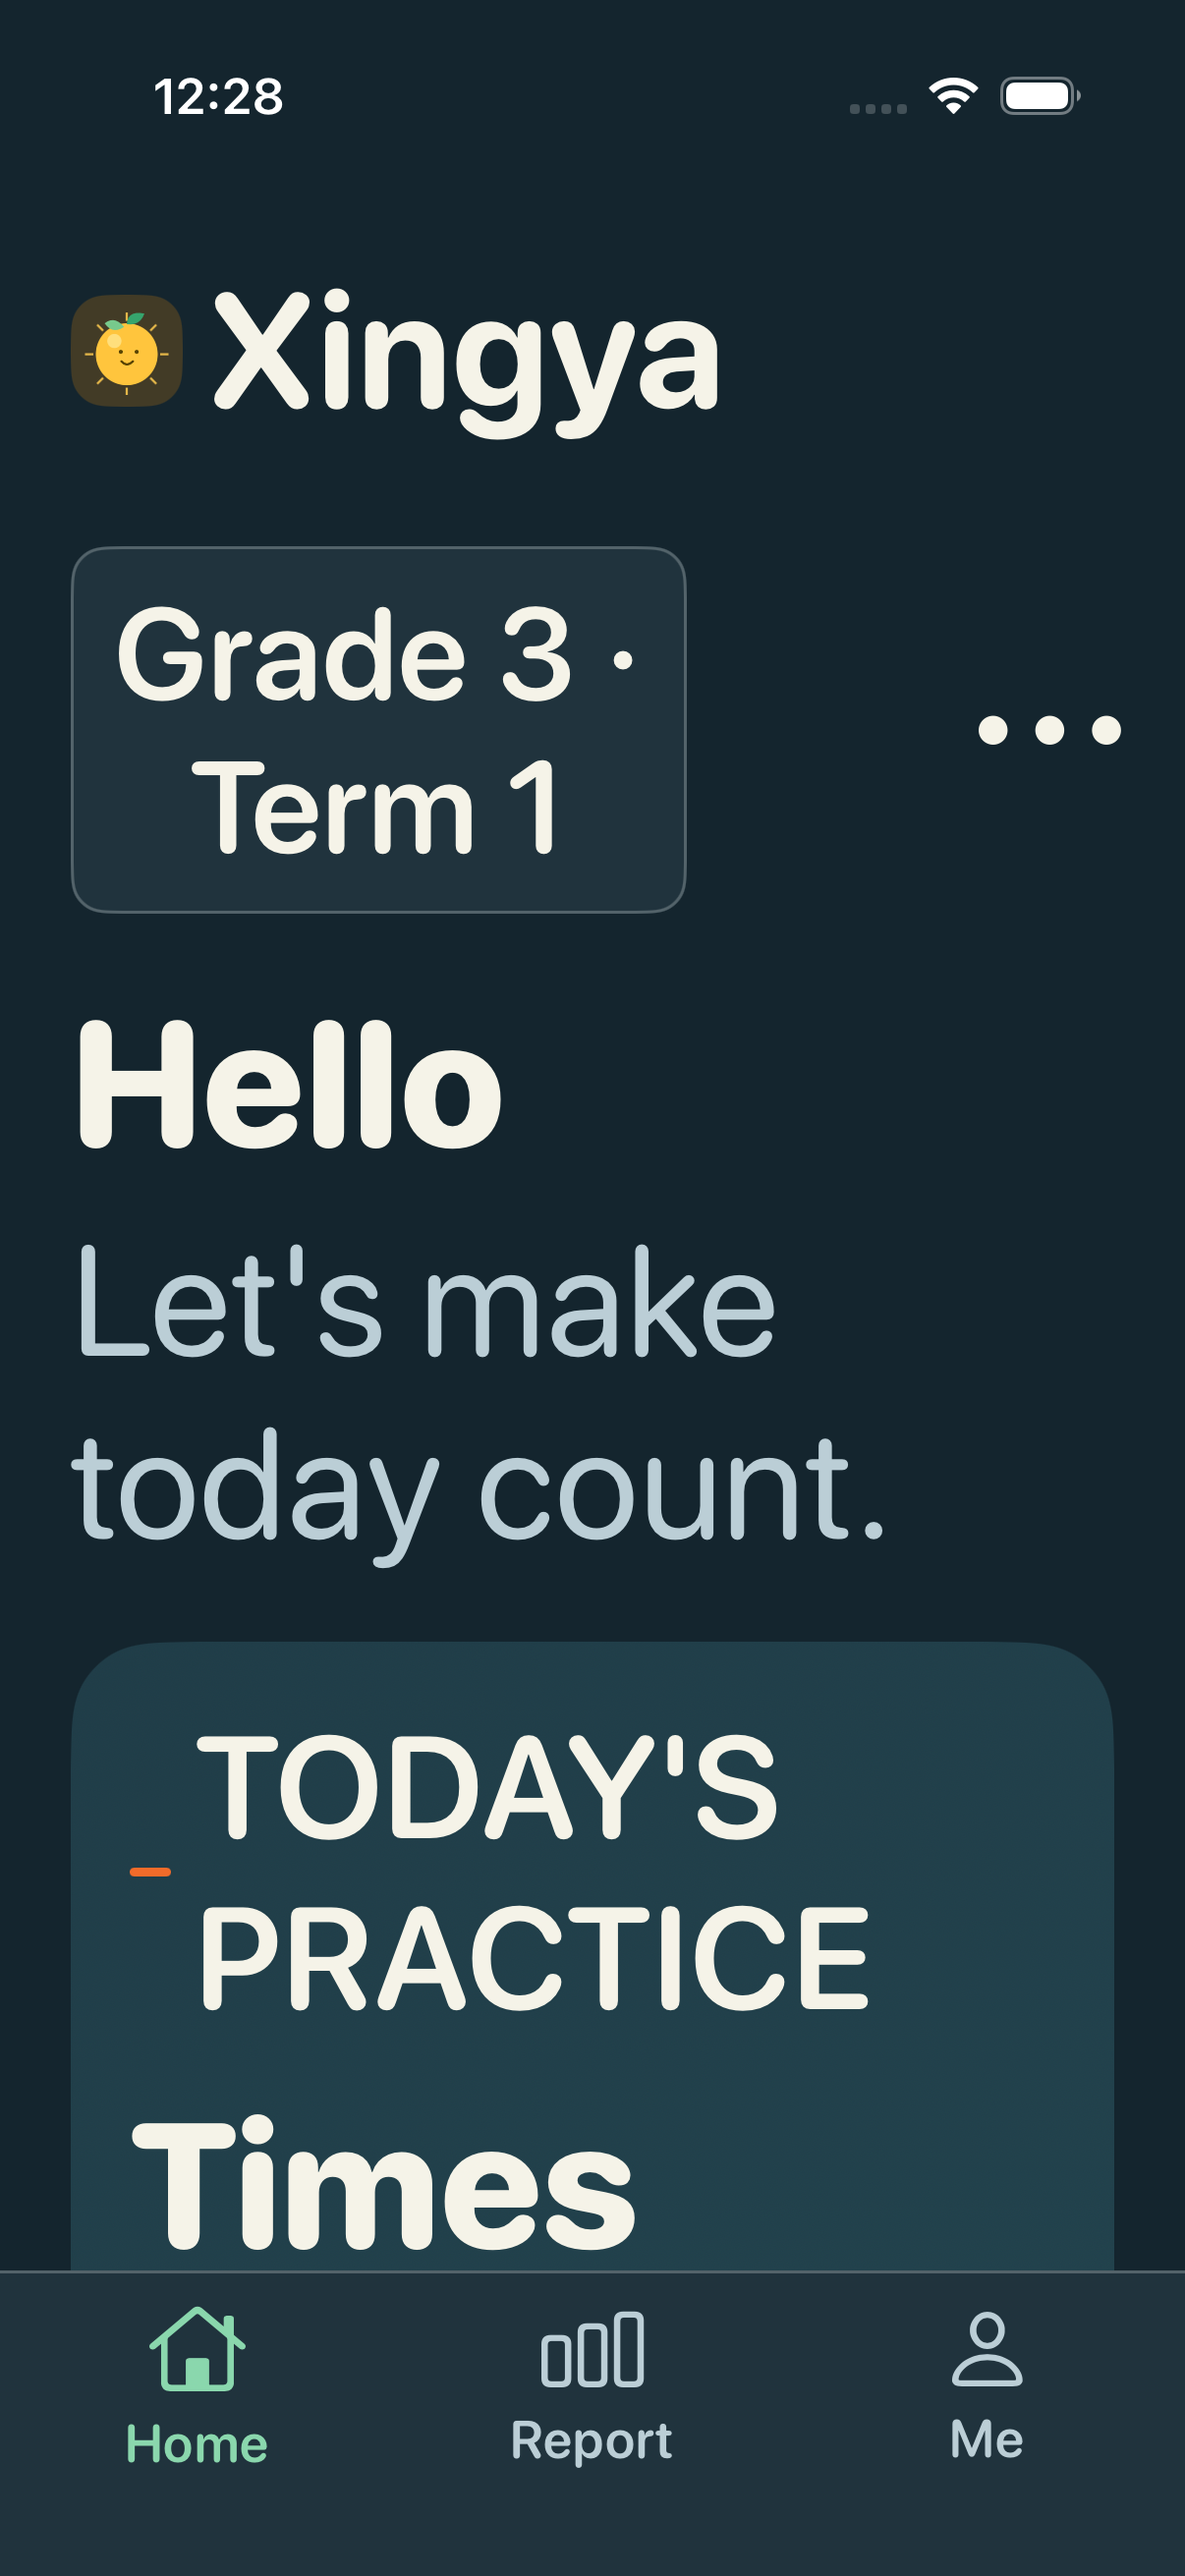 12:28
Xingya
Grade 3 ·
Term 1
Hello
Let's make
today count.
TODAY'S
PRACTICE
Times
Home
Report
Me